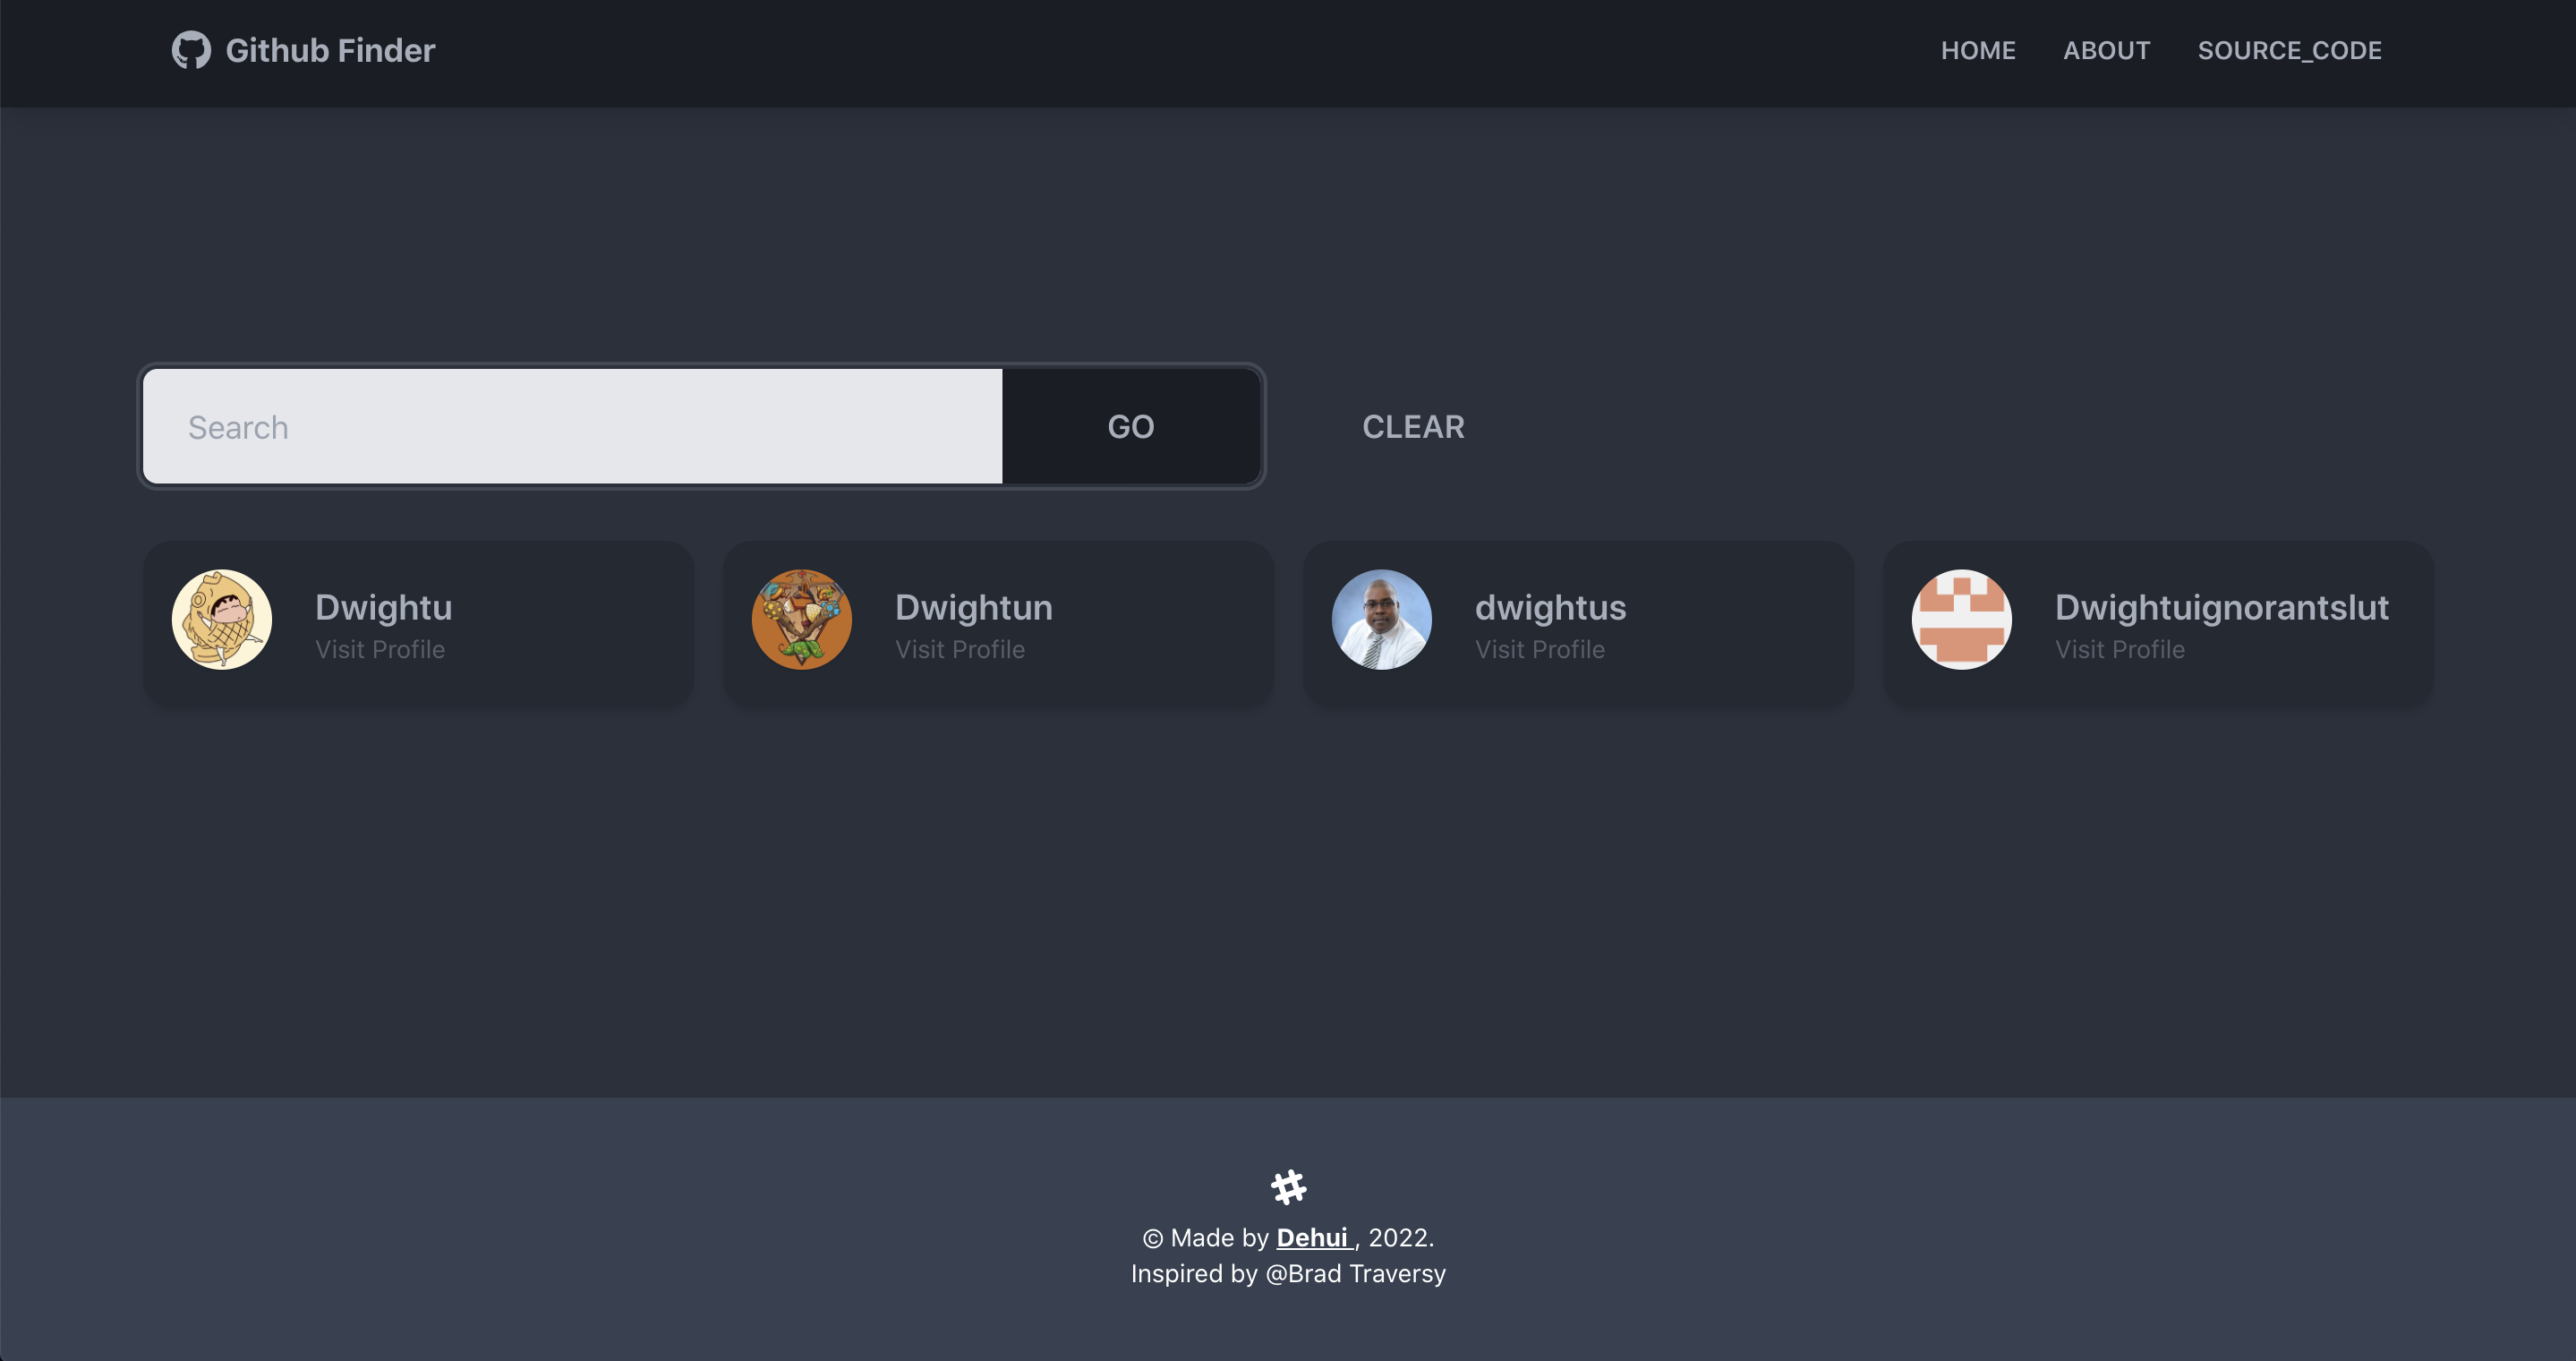 Github Finder
HOME ABOUT SOURCE_CODE
Search GO CLEAR
Dwightu
Visit Profile
Dwightun
Visit Profile
dwightus
Visit Profile
Dwightuignorantslut
Visit Profile
© Made by Dehui , 2022.
Inspired by @Brad Traversy